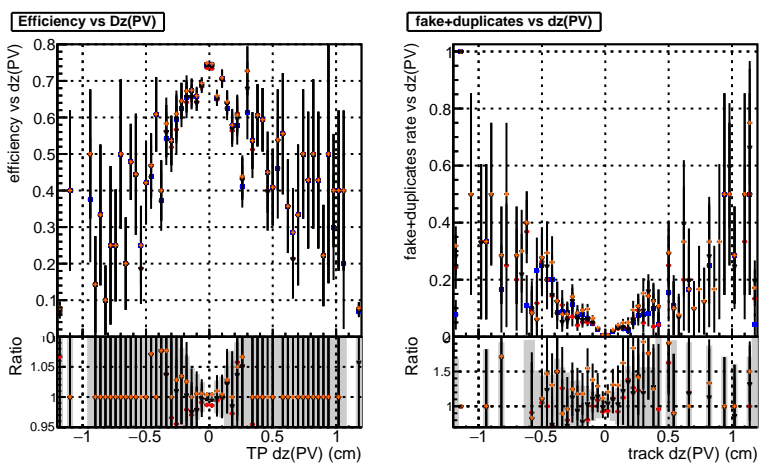 Efficiency vs Dz(PV)
efficiency vs dz(PV)
0.8
0.7
0.6
0.5
0.4
0.3
0.2
0.1
0
Ratio
1.05
1
0.95
−1 −0.5 0 0.5 1
TP dz(PV) (cm)
fake+duplicates vs dz(PV)
fake+duplicates rate vs dz(PV)
1
0.8
0.6
0.4
0.2
Ratio
1.5
1
−1 −0.5 0 0.5 1
track dz(PV) (cm)